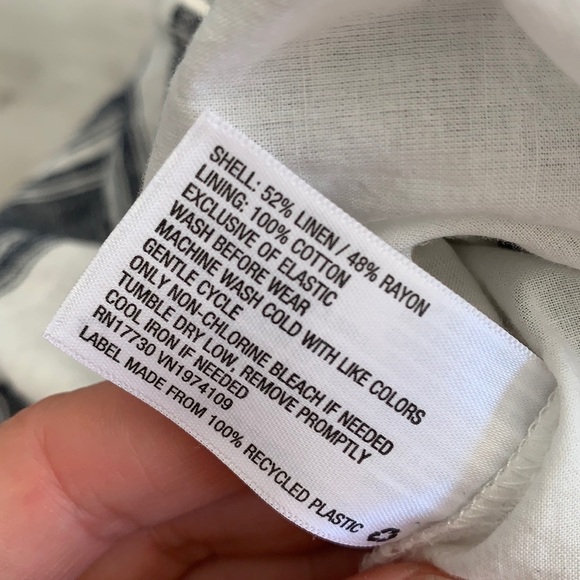 SHELL: 52% LINEN / 48% RAYON
LINING: 100% COTTON
EXCLUSIVE OF ELASTIC
WASH BEFORE WEAR
MACHINE WASH COLD WITH LIKE COLORS
GENTLE CYCLE
ONLY NON-CHLORINE BLEACH IF NEEDED
TUMBLE DRY LOW, REMOVE PROMPTLY
COOL IRON IF NEEDED
RN17730 VN1974109
LABEL MADE FROM 100% RECYCLED PLASTIC